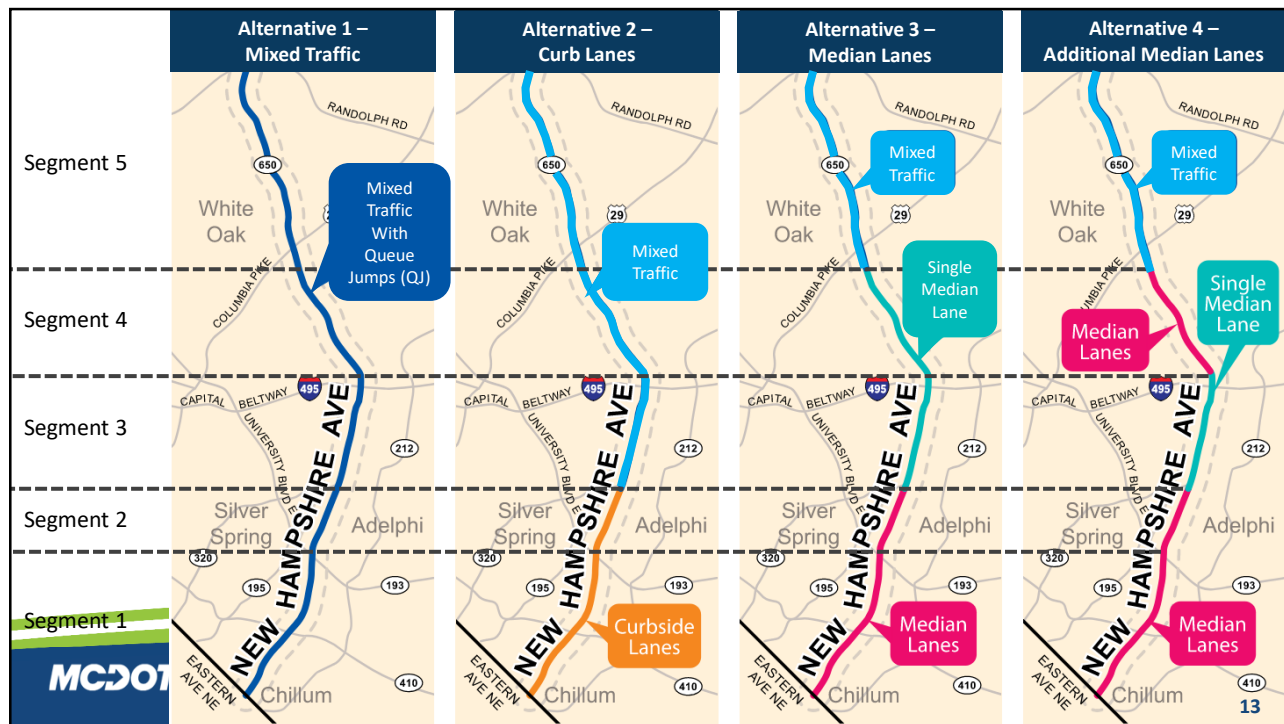 Alternative 1 –
Mixed Traffic
Alternative 2 –
Curb Lanes
Alternative 3 –
Median Lanes
Alternative 4 –
Additional Median Lanes
Segment 5
Segment 4
Segment 3
Segment 2
Segment 1
MCDOT
RANDOLPH RD
650
White
Oak
Mixed
Traffic
With
Queue
Jumps (QJ)
COLUMBIA PIKE
495
CAPITAL BELTWAY
UNIVERSITY BLVD E
212
NEW HAMPSHIRE AVE
Silver
Spring
Adelphi
320
195
193
EASTERN
AVE NE
Chillum
410
RANDOLPH RD
650
29
White
Oak
Mixed
Traffic
COLUMBIA PIKE
495
CAPITAL BELTWAY
UNIVERSITY BLVD E
212
NEW HAMPSHIRE AVE
Silver
Spring
Adelphi
320
195
193
Curbside
Lanes
EASTERN
AVE NE
Chillum
410
RANDOLPH RD
650
Mixed
Traffic
29
White
Oak
Single
Median
Lane
COLUMBIA PIKE
495
CAPITAL BELTWAY
UNIVERSITY BLVD E
212
NEW HAMPSHIRE AVE
Silver
Spring
Adelphi
320
195
193
Median
Lanes
EASTERN
AVE NE
Chillum
410
RANDOLPH RD
650
Mixed
Traffic
29
White
Oak
Single
Median
Lane
Median
Lanes
COLUMBIA PIKE
495
CAPITAL BELTWAY
UNIVERSITY BLVD E
212
NEW HAMPSHIRE AVE
Silver
Spring
Adelphi
320
195
193
Median
Lanes
EASTERN
AVE NE
Chillum
410
13